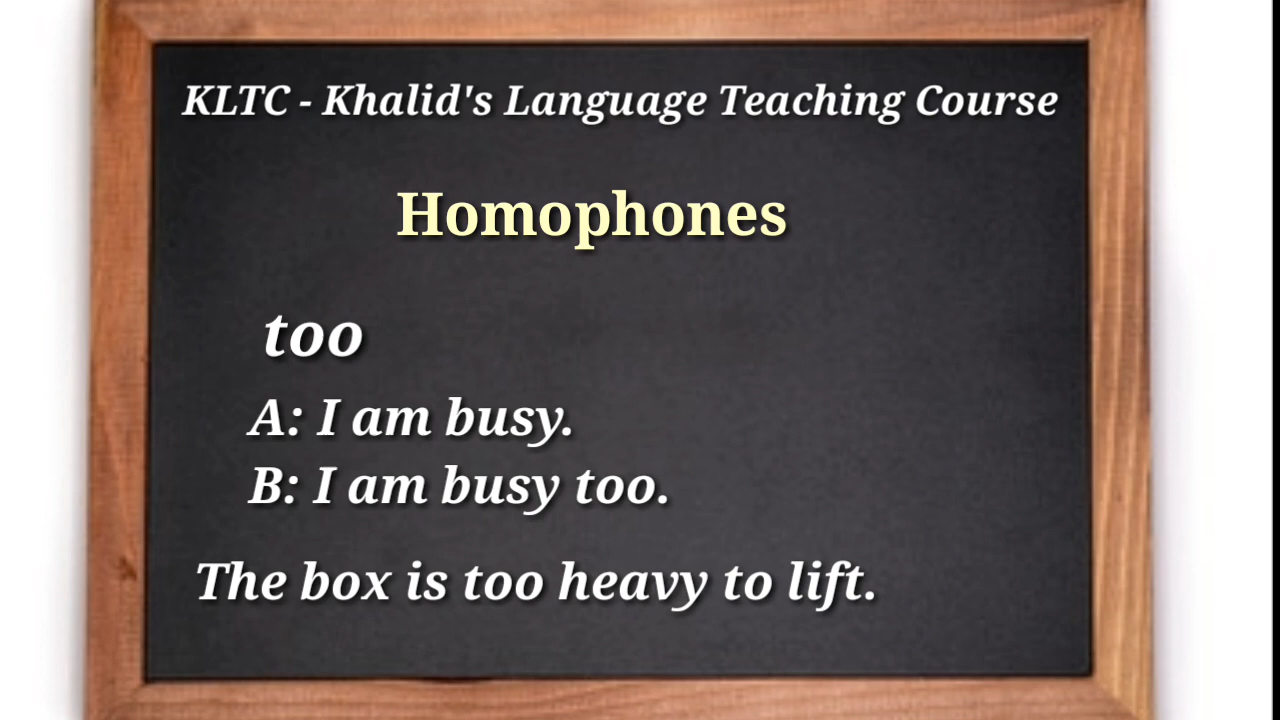 KLTC - Khalid's Language Teaching Course
Homophones
too
A: I am busy.
B: I am busy too.
The box is too heavy to lift.